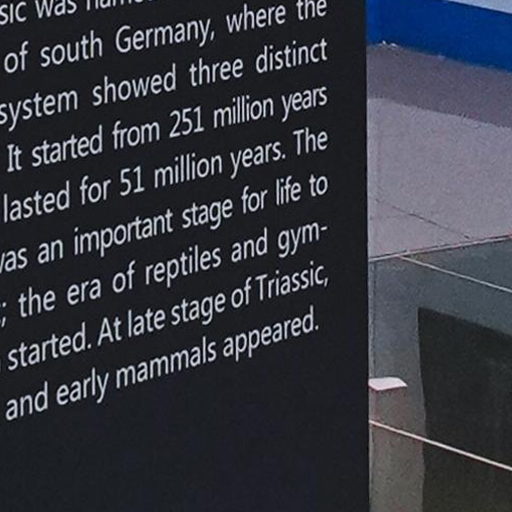 was
of south Germany, where the
system showed three distinct
It started from 251 million years
lasted for 51 million years. The
was an important stage for life to
; the era of reptiles and gym-
started. At late stage of Triassic,
and early mammals appeared.